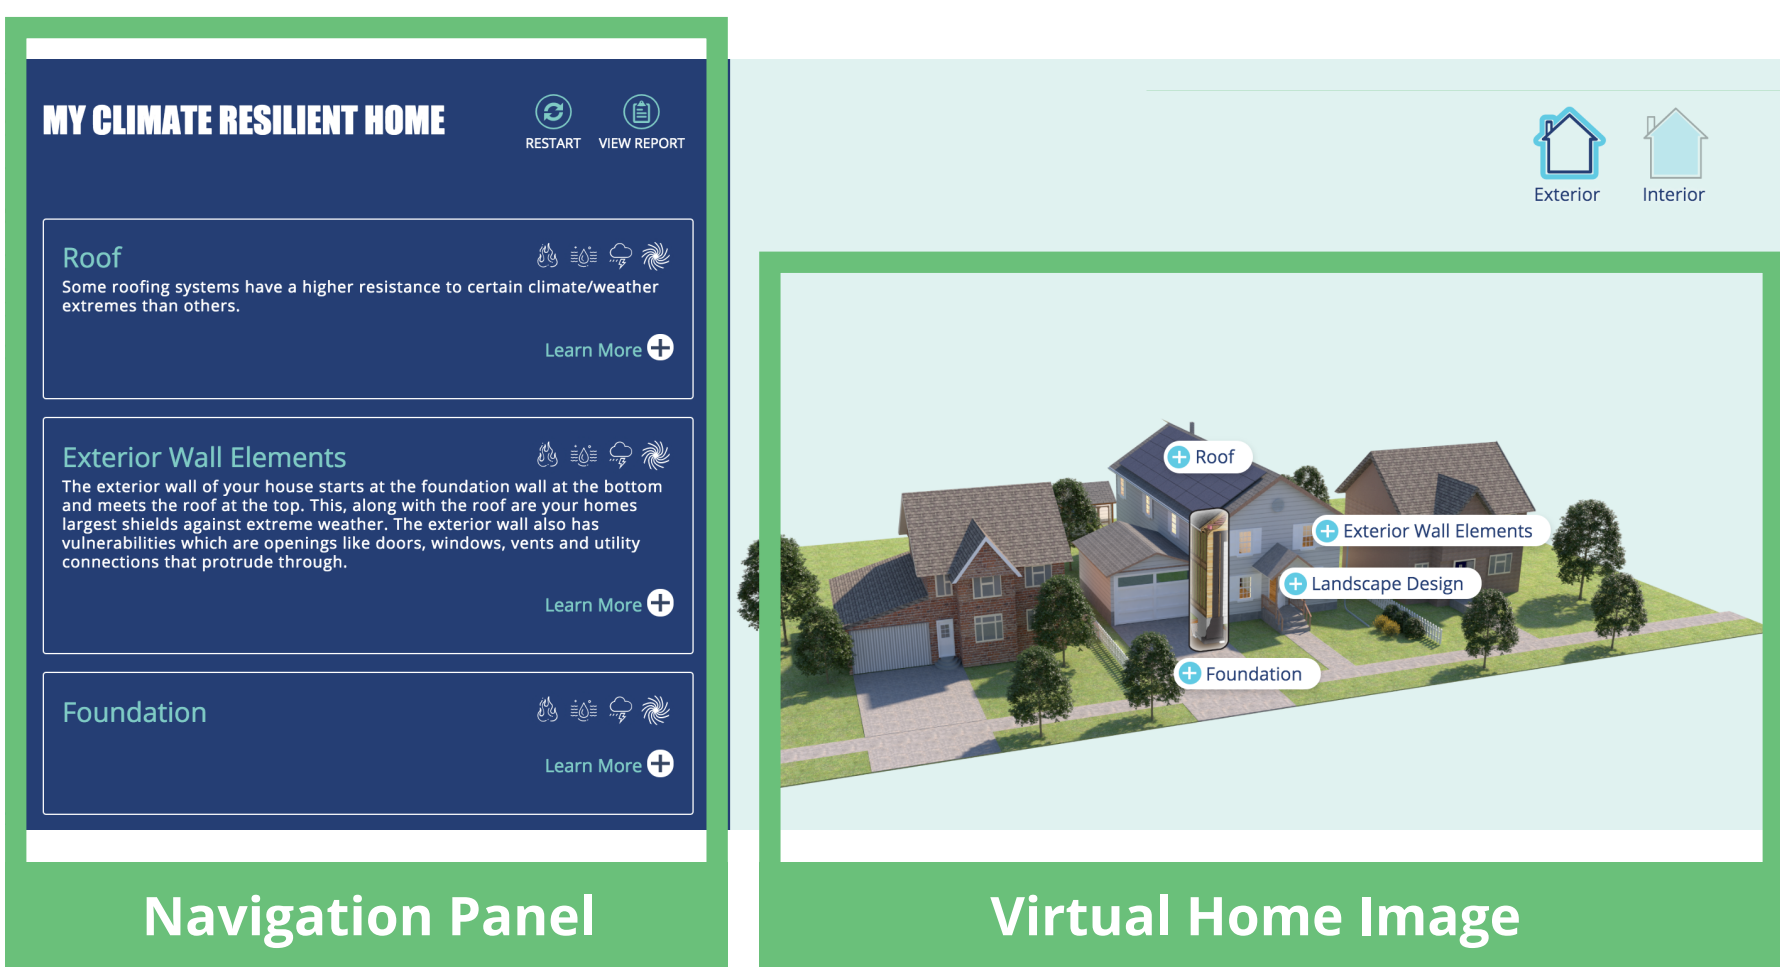 MY CLIMATE RESILIENT HOME
RESTART
VIEW REPORT
Roof
Some roofing systems have a higher resistance to certain climate/weather
extremes than others.
Learn More
Exterior Wall Elements
The exterior wall of your house starts at the foundation wall at the bottom
and meets the roof at the top. This, along with the roof are your homes
largest shields against extreme weather. The exterior wall also has
vulnerabilities which are openings like doors, windows, vents and utility
connections that protrude through.
Learn More
Foundation
Learn More
Navigation Panel
Exterior
Interior
Roof
Exterior Wall Elements
Landscape Design
Foundation
Virtual Home Image